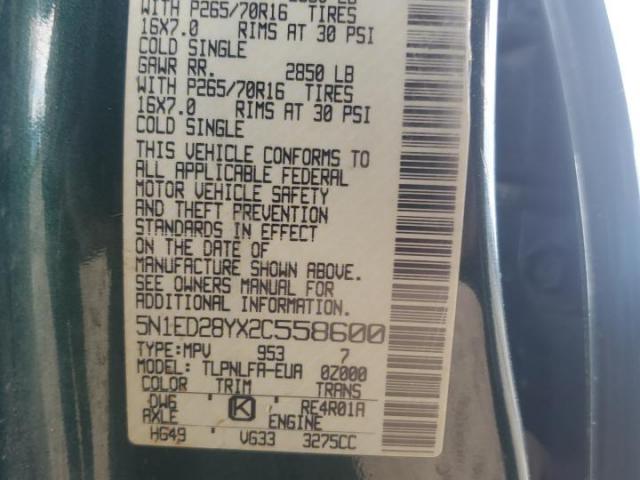 WITH P265/70R16 TIRES
16X7.0 RIMS AT 30 PSI
COLD SINGLE
GAWR RR. 2850 LB
WITH P265/70R16 TIRES
16X7.0 RIMS AT 30 PSI
COLD SINGLE
THIS VEHICLE CONFORMS TO
ALL APPLICABLE FEDERAL
MOTOR VEHICLE SAFETY
AND THEFT PREVENTION
STANDARDS IN EFFECT
ON THE DATE OF
MANUFACTURE SHOWN ABOVE.
SEE OWNERS MANUAL FOR
ADDITIONAL INFORMATION
5N1ED28YX2C558600
TYPE:MPV 953 7
MODEL: TLPNLFA-EUA 0Z000
COLOR TRIM TRANS
DW6 K RE4R01A
AXLE ENGINE
HG49 VG33 3275CC